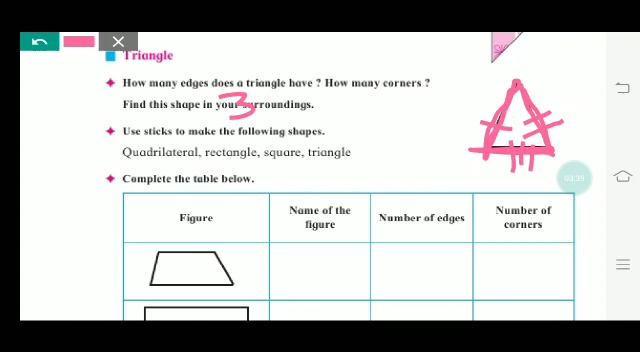 Triangle
How many edges does a triangle have ? How many corners ?
Find this shape in your surroundings.
3
Use sticks to make the following shapes.
Quadrilateral, rectangle, square, triangle
Complete the table below.
Figure
Name of the figure
Number of edges
Number of corners